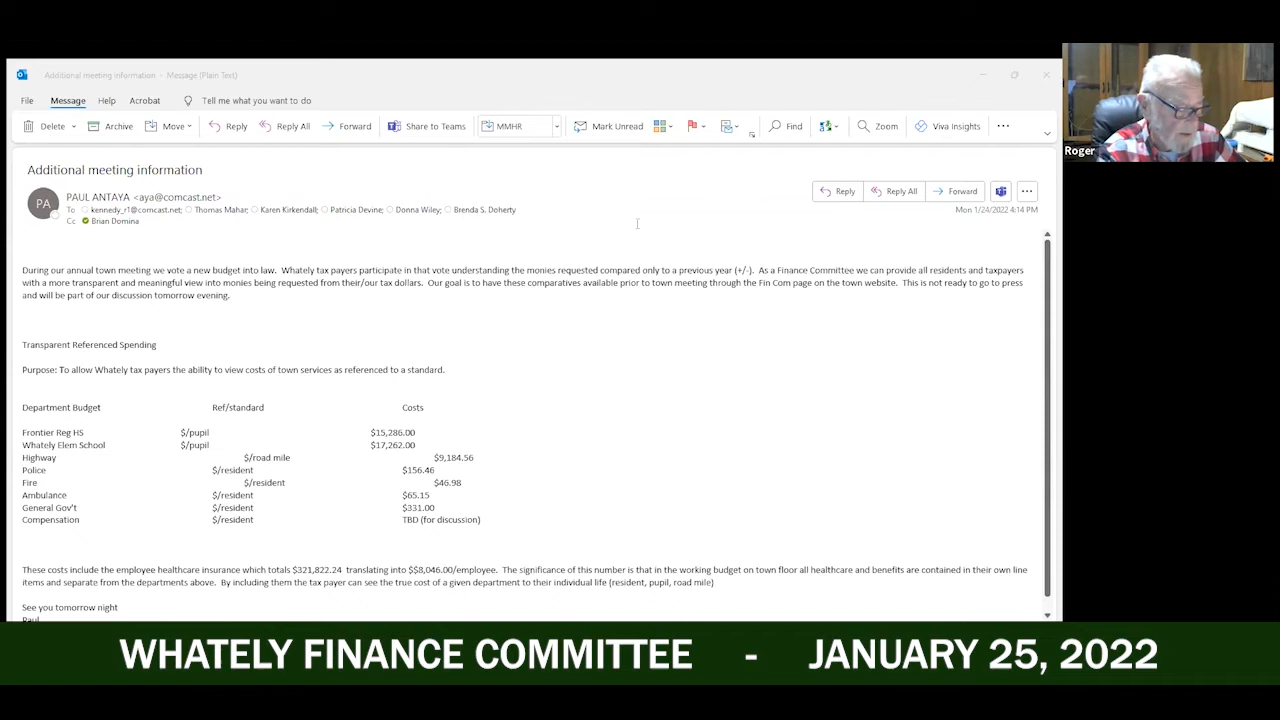 Additional meeting information - Message (Plain Text)
File Message Help Acrobat Tell me what you want to do
Delete Archive Move Reply Reply All Forward Share to Teams MMHR Mark Unread Find Zoom Viva Insights ...
Roger
Additional meeting information
PA
PAUL ANTAYA <aya@comcast.net>
Reply Reply All Forward ...
To kennedy_r1@comcast.net; Thomas Mahar; Karen Kirkendall; Patricia Devine; Donna Wiley; Brenda S. Doherty
Mon 1/24/2022 4:14 PM
Cc Brian Domina
During our annual town meeting we vote a new budget into law. Whately tax payers participate in that vote understanding the monies requested compared only to a previous year (+/-). As a Finance Committee we can provide all residents and taxpayers
with a more transparent and meaningful view into monies being requested from their/our tax dollars. Our goal is to have these comparatives available prior to town meeting through the Fin Com page on the town website. This is not ready to go to press
and will be part of our discussion tomorrow evening.
Transparent Referenced Spending
Purpose: To allow Whately tax payers the ability to view costs of town services as referenced to a standard.
Department Budget Ref/standard Costs
Frontier Reg HS $/pupil $15,286.00
Whately Elem School $/pupil $17,262.00
Highway $/road mile $9,184.56
Police $/resident $156.46
Fire $/resident $46.98
Ambulance $/resident $65.15
General Gov't $/resident $331.00
Compensation $/resident TBD (for discussion)
These costs include the employee healthcare insurance which totals $321,822.24 translating into $$8,046.00/employee. The significance of this number is that in the working budget on town floor all healthcare and benefits are contained in their own line
items and separate from the departments above. By including them the tax payer can see the true cost of a given department to their individual life (resident, pupil, road mile)
See you tomorrow night
Paul
WHATELY FINANCE COMMITTEE - JANUARY 25, 2022